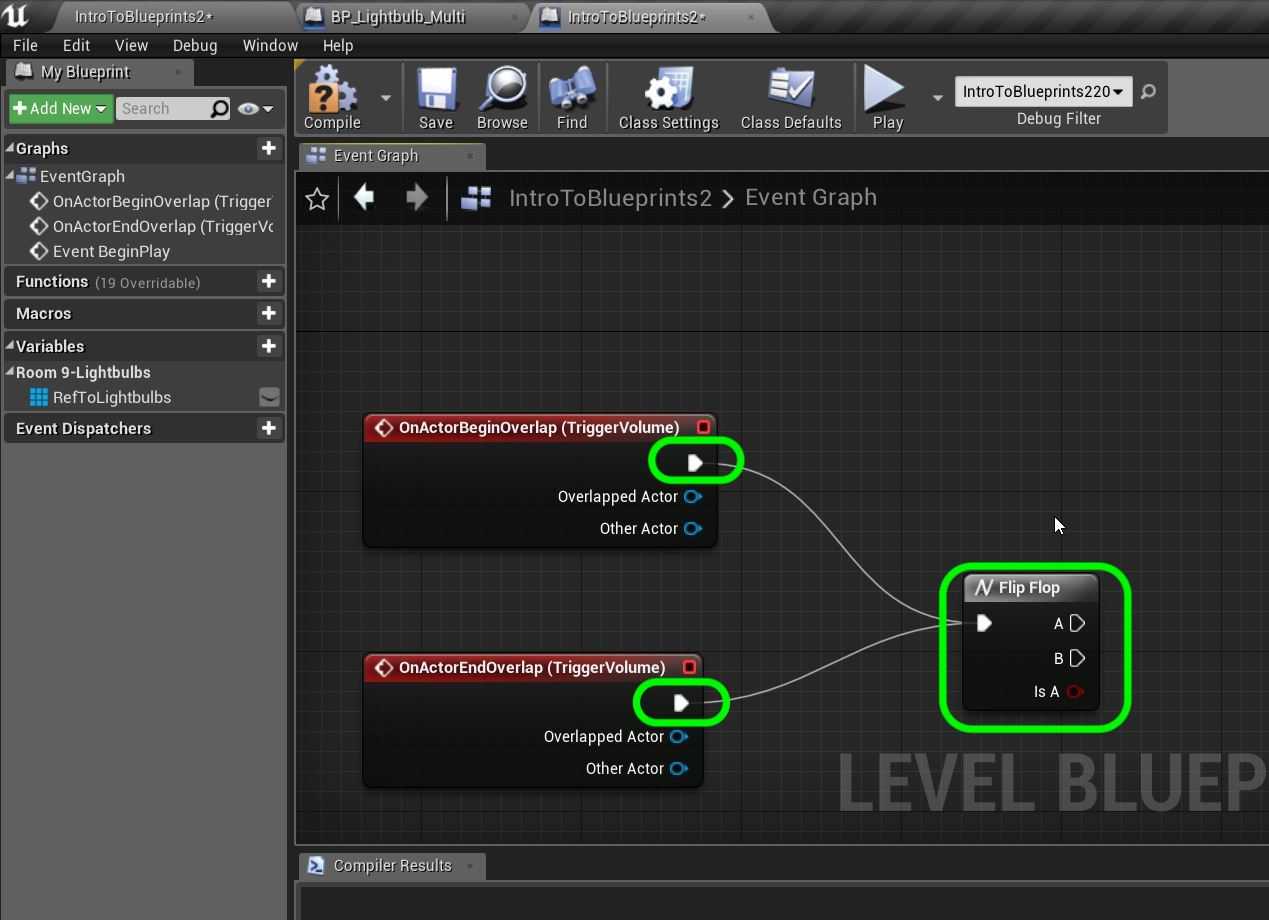 IntroToBlueprints2*
BP_Lightbulb_Multi
IntroToBlueprints2*
File Edit View Debug Window Help
My Blueprint
Add New
Search
Compile
Save
Browse
Find
Class Settings
Class Defaults
Play
IntroToBlueprints220
Debug Filter
Graphs
EventGraph
OnActorBeginOverlap (Trigger
OnActorEndOverlap (TriggerVo
Event BeginPlay
Functions (19 Overridable)
Macros
Variables
Room 9-Lightbulbs
RefToLightbulbs
Event Dispatchers
Event Graph
IntroToBlueprints2 > Event Graph
OnActorBeginOverlap (TriggerVolume)
Overlapped Actor
Other Actor
Flip Flop
A
B
Is A
OnActorEndOverlap (TriggerVolume)
Overlapped Actor
Other Actor
LEVEL BLUEP
Compiler Results